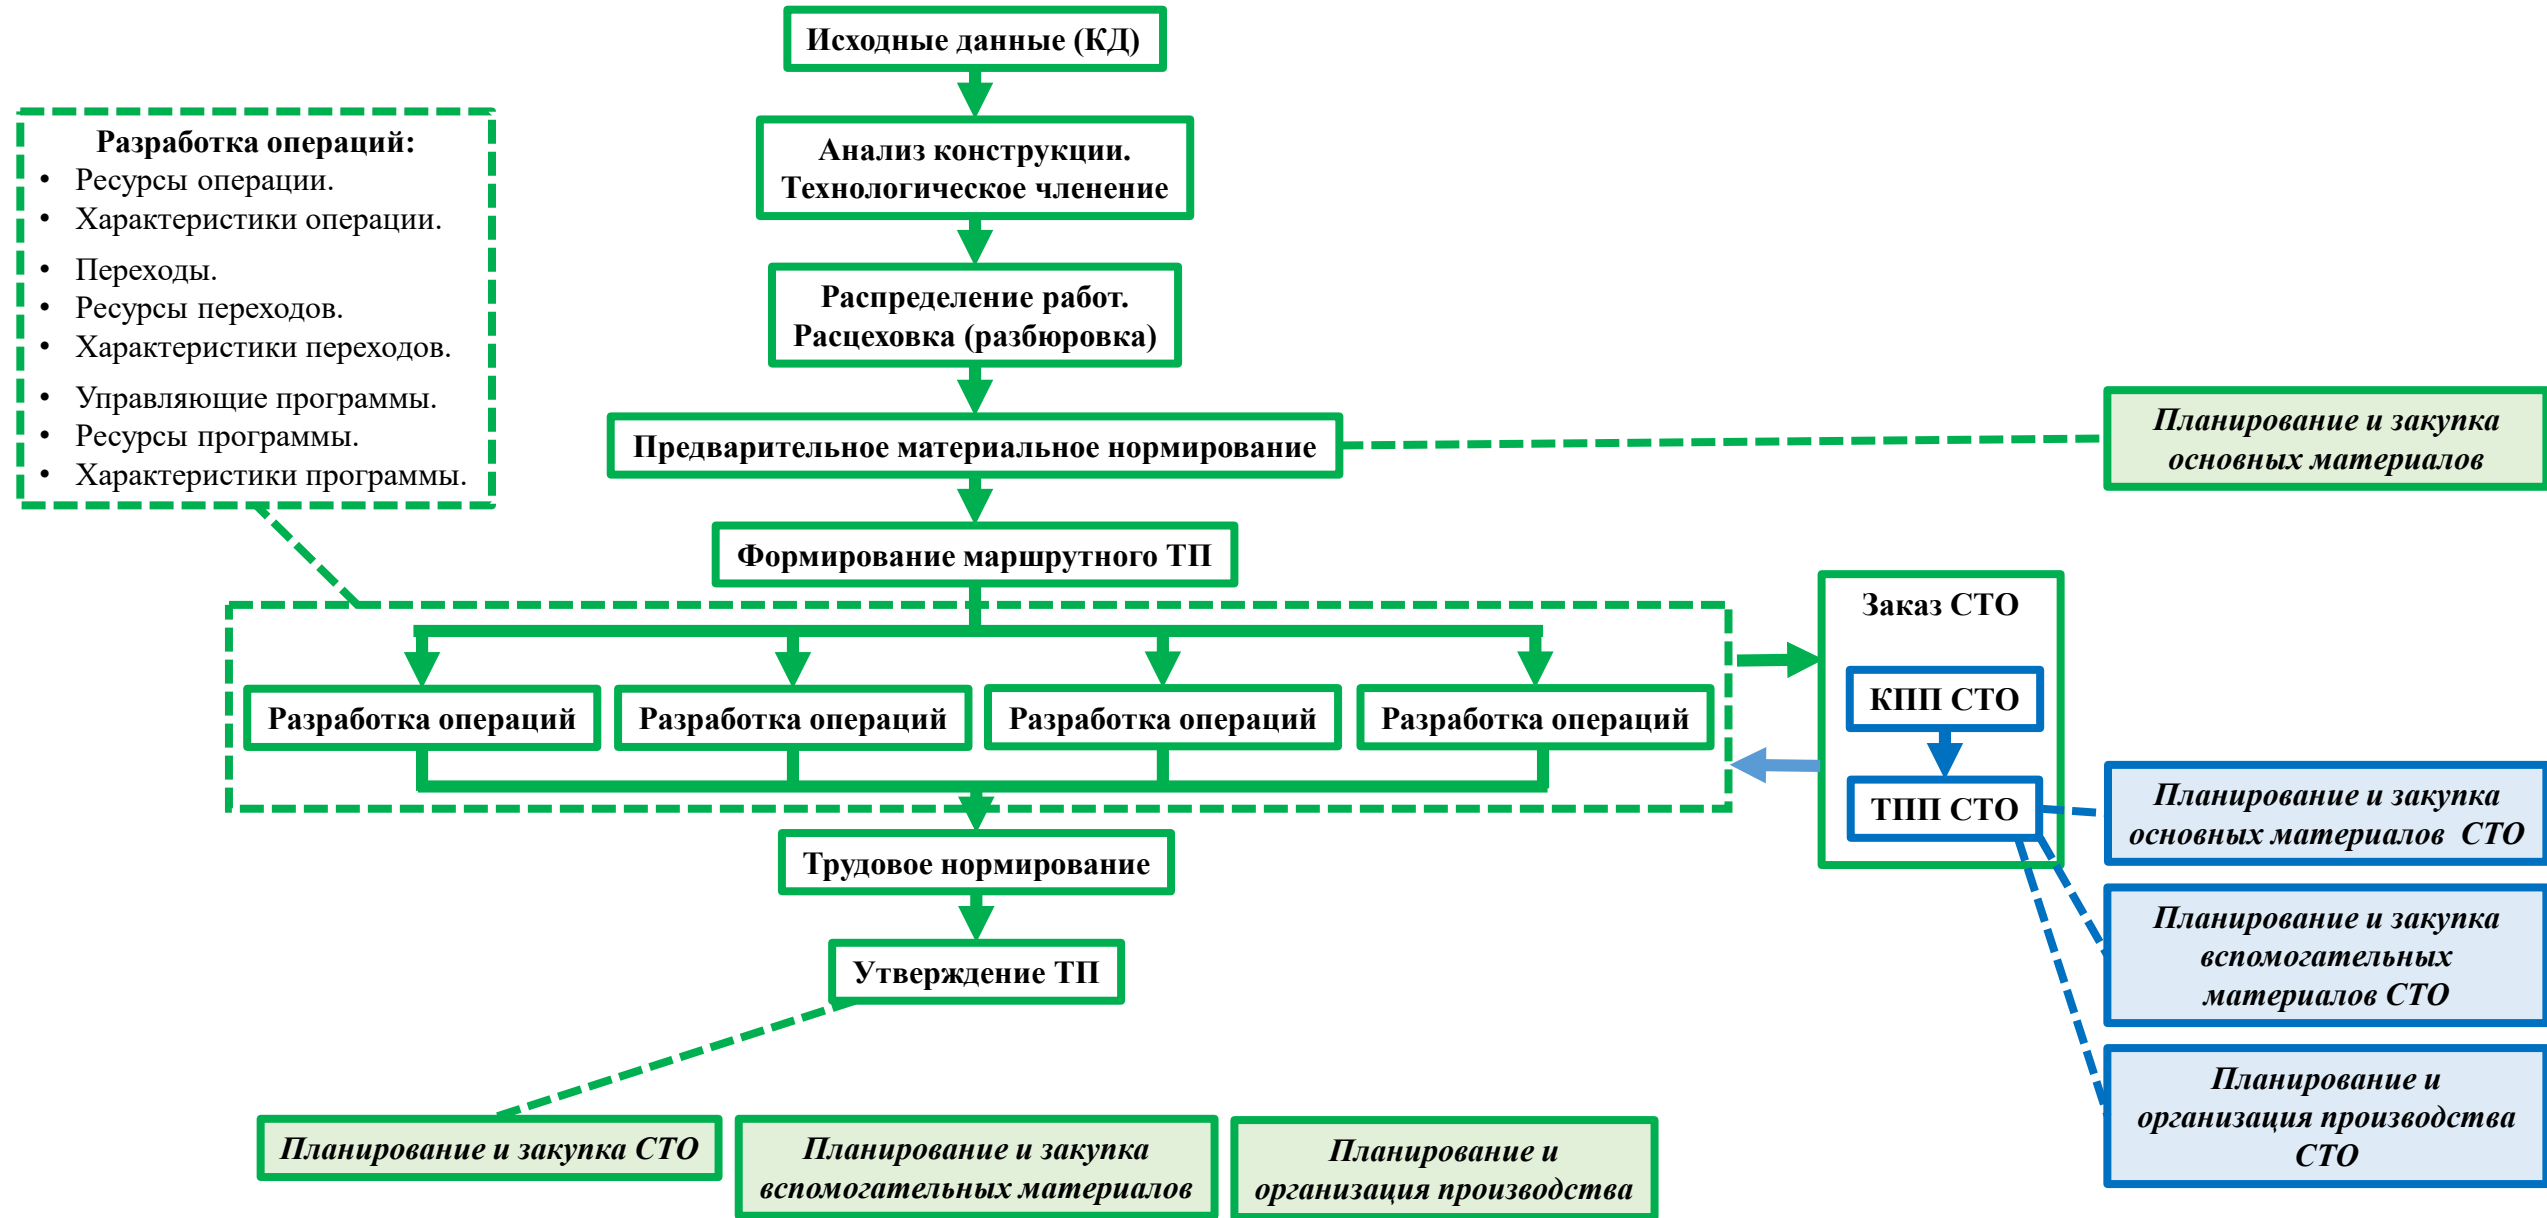 Исходные данные (КД)
Анализ конструкции.
Технологическое членение
Разработка операций:
• Ресурсы операции.
• Характеристики операции.
• Переходы.
• Ресурсы переходов.
• Характеристики переходов.
• Управляющие программы.
• Ресурсы программы.
• Характеристики программы.
Распределение работ.
Расцеховка (разбюровка)
Предварительное материальное нормирование
Планирование и закупка
основных материалов
Формирование маршрутного ТП
Разработка операций
Разработка операций
Разработка операций
Разработка операций
Заказ СТО
КПП СТО
ТПП СТО
Планирование и закупка
основных материалов СТО
Планирование и закупка
вспомогательных
материалов СТО
Планирование и
организация производства
СТО
Трудовое нормирование
Утверждение ТП
Планирование и закупка СТО
Планирование и закупка
вспомогательных материалов
Планирование и
организация производства